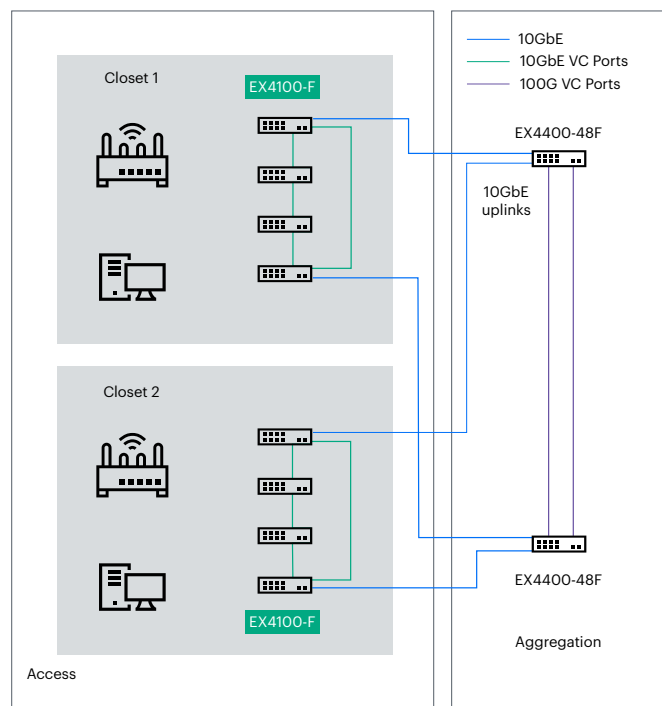 10GbE
10GbE VC Ports
100G VC Ports
Closet 1
EX4100-F
EX4400-48F
10GbE
uplinks
Closet 2
EX4100-F
EX4400-48F
Aggregation
Access